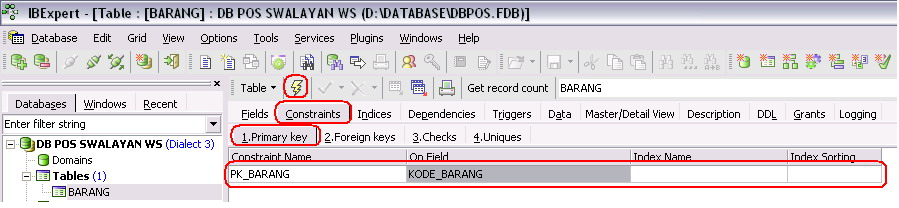 IBExpert - [Table : [BARANG] : DB POS SWALAYAN WS (D:\DATABASE\DBPOS.FDB)]
Database Edit Grid View Options Tools Services Plugins Windows Help
Table Get record count BARANG
Databases Windows Recent
Fields Constraints Indices Dependencies Triggers Data Master/Detail View Description DDL Grants Logging
Enter filter string
1.Primary key 2.Foreign keys 3.Checks 4.Uniques
DB POS SWALAYAN WS (Dialect 3)
Constraint Name On Field Index Name Index Sorting
Domains
PK_BARANG KODE_BARANG
Tables (1)
BARANG